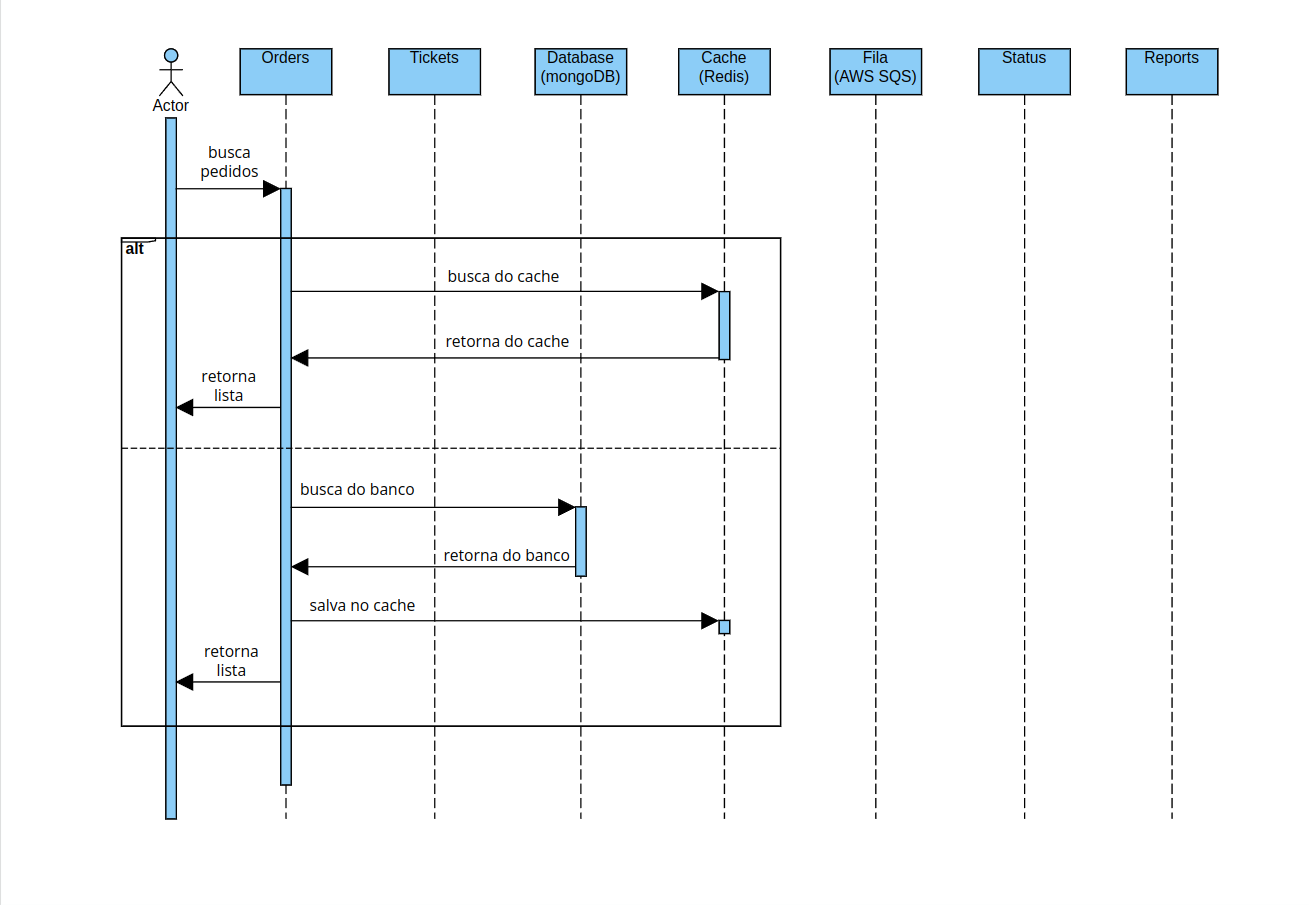 Actor
Orders
Tickets
Database
(mongoDB)
Cache
(Redis)
Fila
(AWS SQS)
Status
Reports
busca
pedidos
alt
busca do cache
retorna do cache
retorna
lista
busca do banco
retorna do banco
salva no cache
retorna
lista